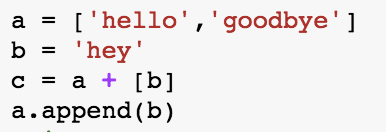 a = ['hello','goodbye']
b = 'hey'
c = a + [b]
a.append(b)